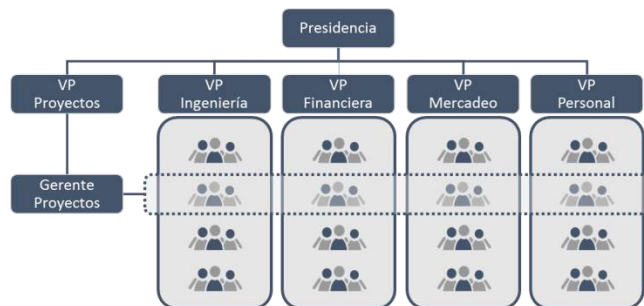 Presidencia
VP
Proyectos
VP
Ingeniería
VP
Financiera
VP
Mercadeo
VP
Personal
Gerente
Proyectos